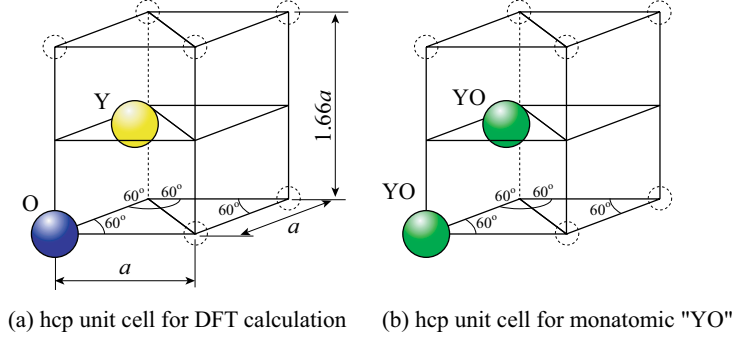 Y
YO
1.66a
O
60° 60°
60°
60°
a
a
YO
60° 60°
60°
60°
(a) hcp unit cell for DFT calculation
(b) hcp unit cell for monatomic "YO"